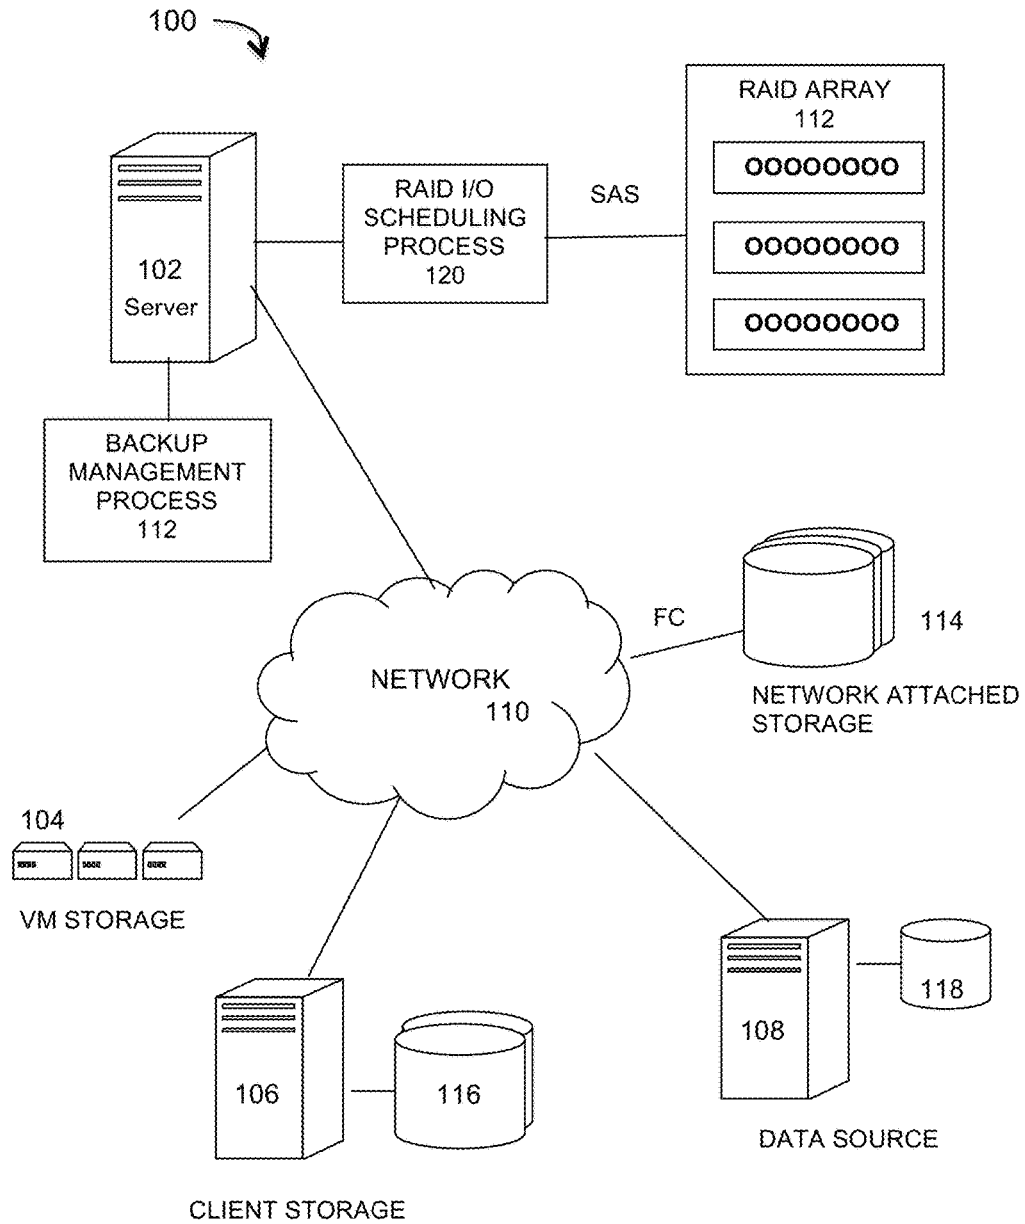 100
RAID ARRAY
112
OOOOOOOO
OOOOOOOO
OOOOOOOO
RAID I/O
SCHEDULING
PROCESS
120
SAS
102
Server
BACKUP
MANAGEMENT
PROCESS
112
FC
114
NETWORK ATTACHED
STORAGE
NETWORK
110
104
VM STORAGE
108
118
DATA SOURCE
106
116
CLIENT STORAGE